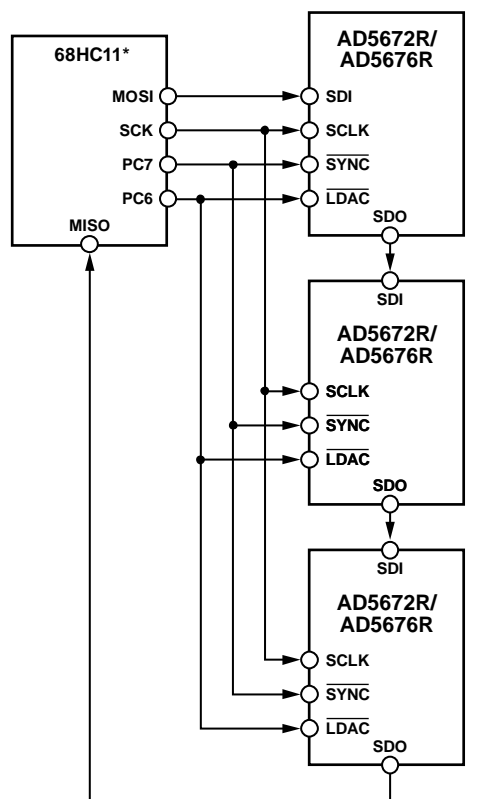 68HC11*
MOSI
SCK
PC7
PC6
MISO
AD5672R/
AD5676R
SDI
SCLK
SYNC
LDAC
SDO
SDI
AD5672R/
AD5676R
SCLK
SYNC
LDAC
SDO
SDI
AD5672R/
AD5676R
SCLK
SYNC
LDAC
SDO